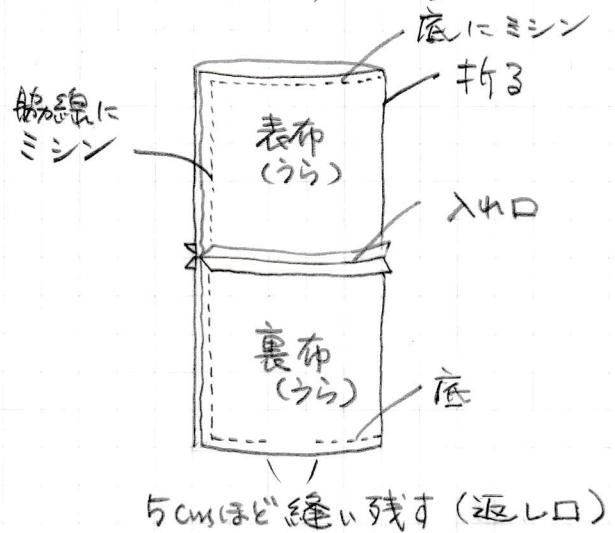 底にミシン
折る
脇線に
ミシン
表布
(うら)
入れ口
裏布
(うら)
底
5cmほど縫い残す(返し口)